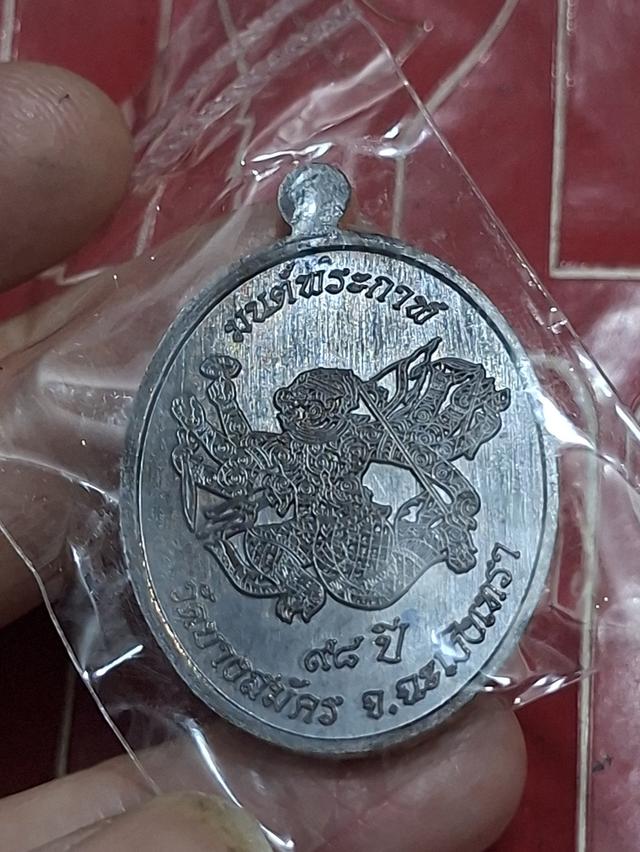 มนต์พระกาฬ
๙๘ ปี
วัดบางสมัคร จ.ฉะเชิงเทรา